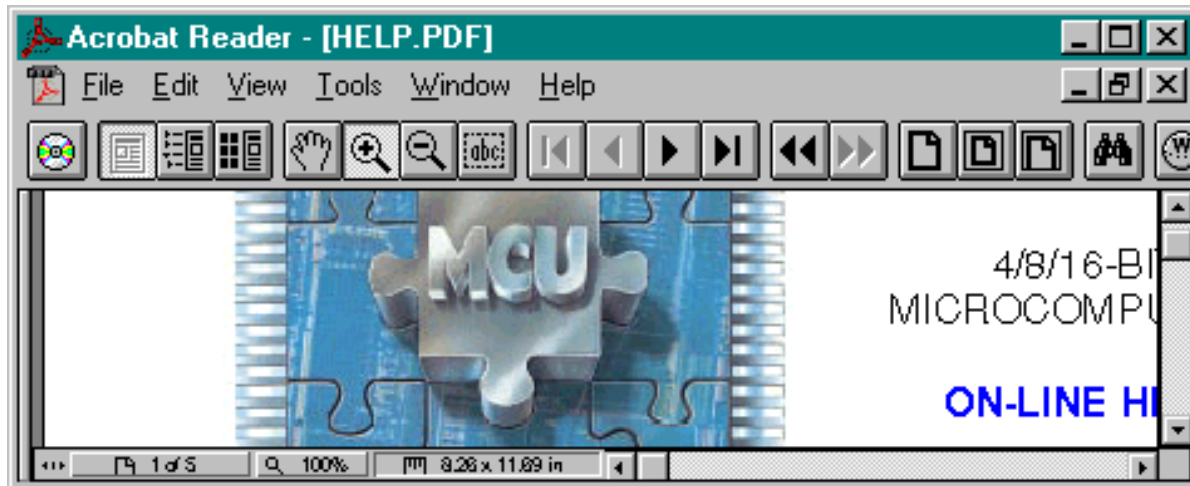 Acrobat Reader - [HELP.PDF]
File Edit View Tools Window Help
abc
W
MCU
4/8/16-BI
MICROCOMPU
ON-LINE H
1 of 5 100% 8.26 x 11.69 in